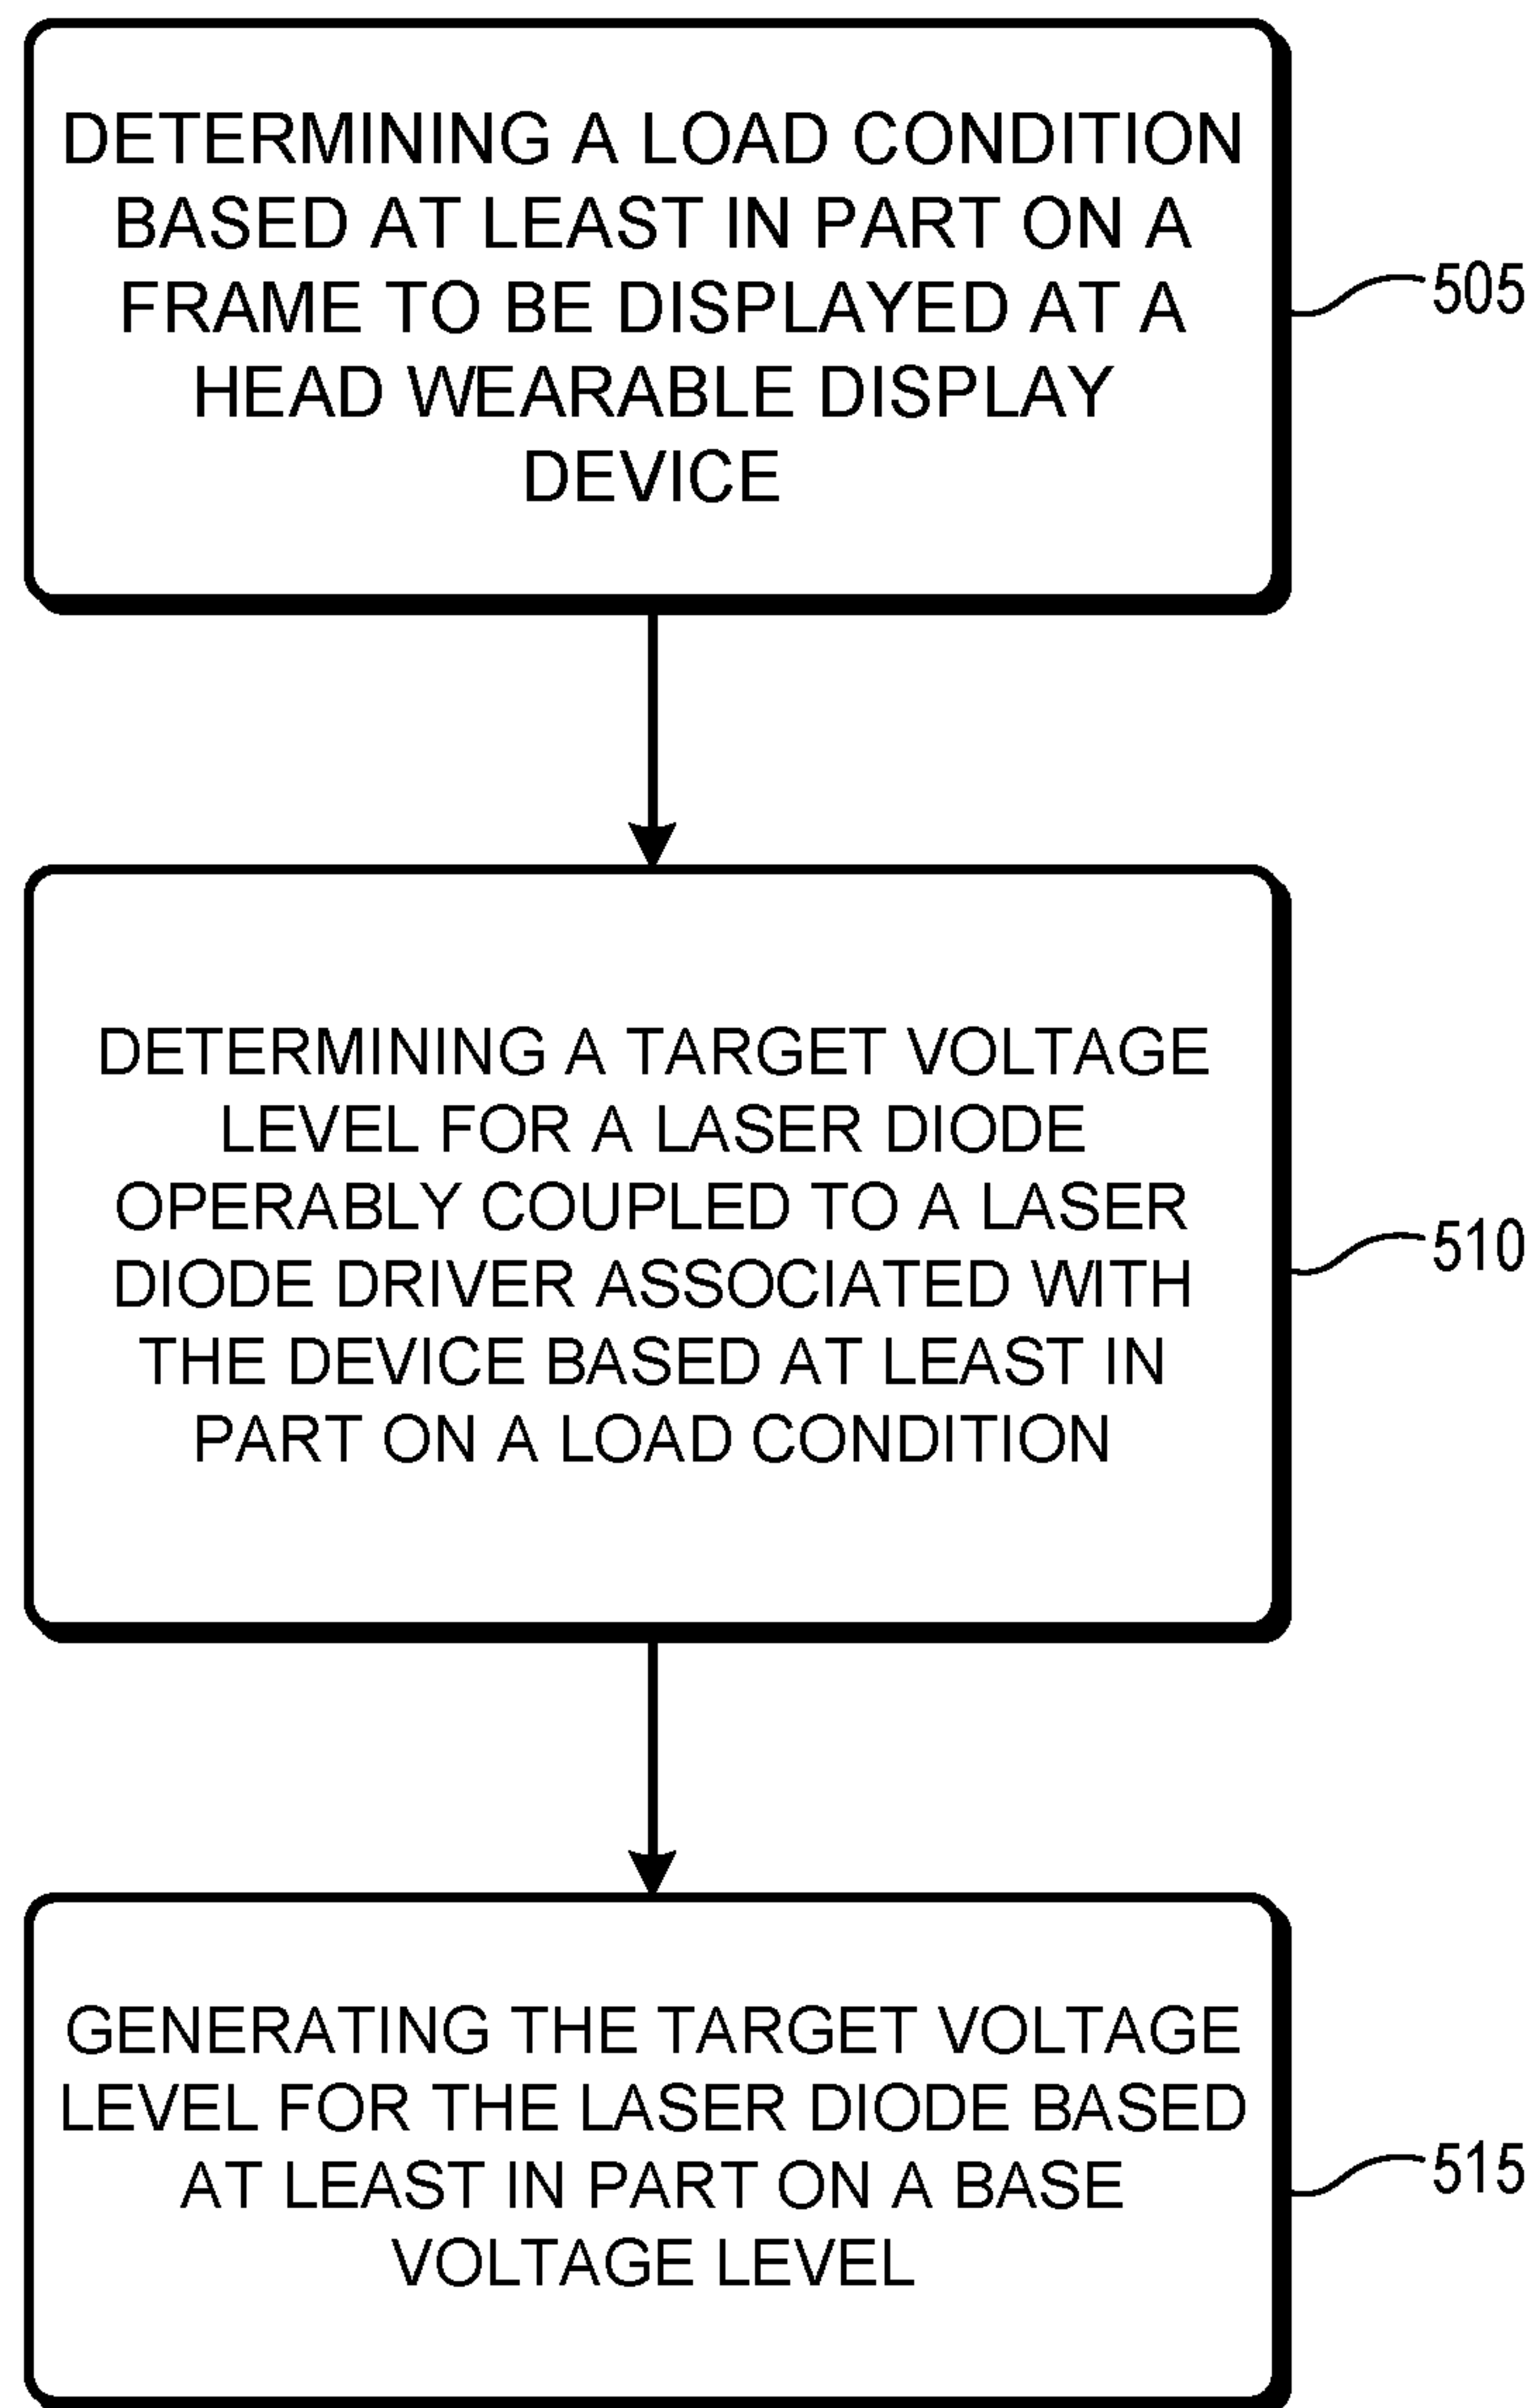 DETERMINING A LOAD CONDITION
BASED AT LEAST IN PART ON A
FRAME TO BE DISPLAYED AT A
HEAD WEARABLE DISPLAY
DEVICE
505
DETERMINING A TARGET VOLTAGE
LEVEL FOR A LASER DIODE
OPERABLY COUPLED TO A LASER
DIODE DRIVER ASSOCIATED WITH
THE DEVICE BASED AT LEAST IN
PART ON A LOAD CONDITION
510
GENERATING THE TARGET VOLTAGE
LEVEL FOR THE LASER DIODE BASED
AT LEAST IN PART ON A BASE
VOLTAGE LEVEL
515